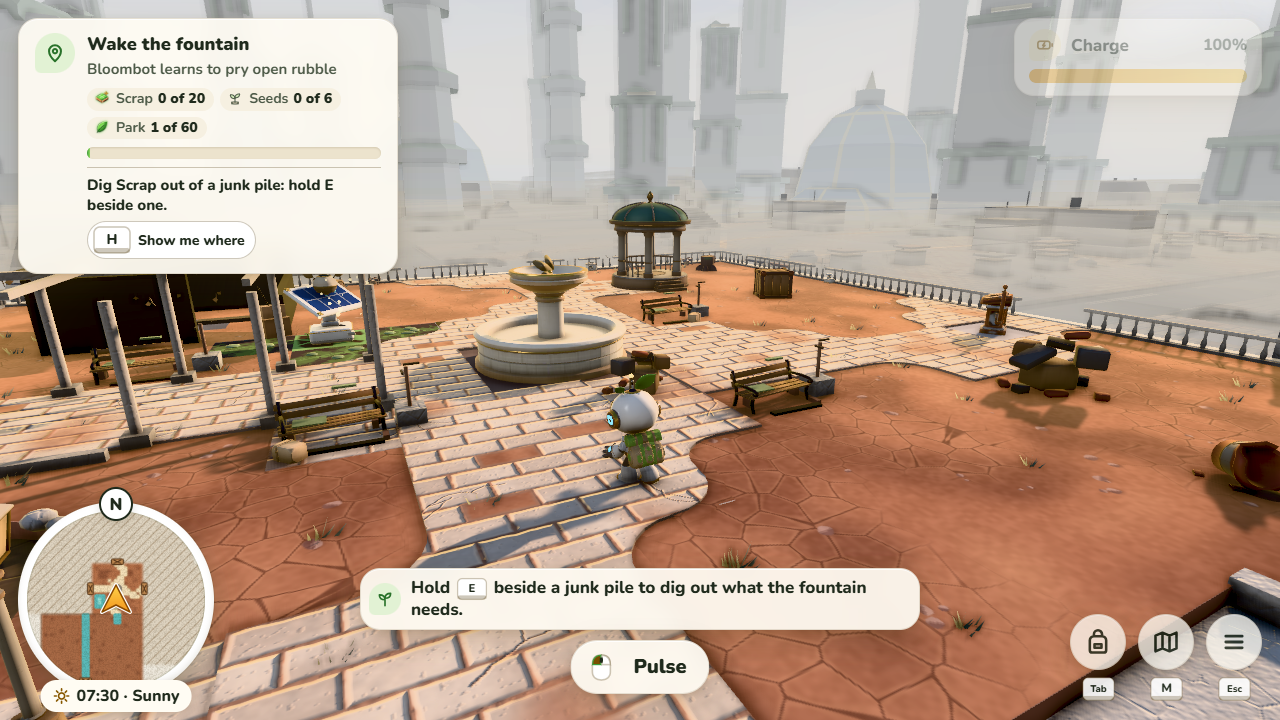 Wake the fountain
Bloombot learns to pry open rubble
Scrap 0 of 20 Seeds 0 of 6
Park 1 of 60
Dig Scrap out of a junk pile: hold E
beside one.
H Show me where
Charge 100%
N
07:30 · Sunny
Hold E beside a junk pile to dig out what the fountain
needs.
Pulse
Tab M Esc